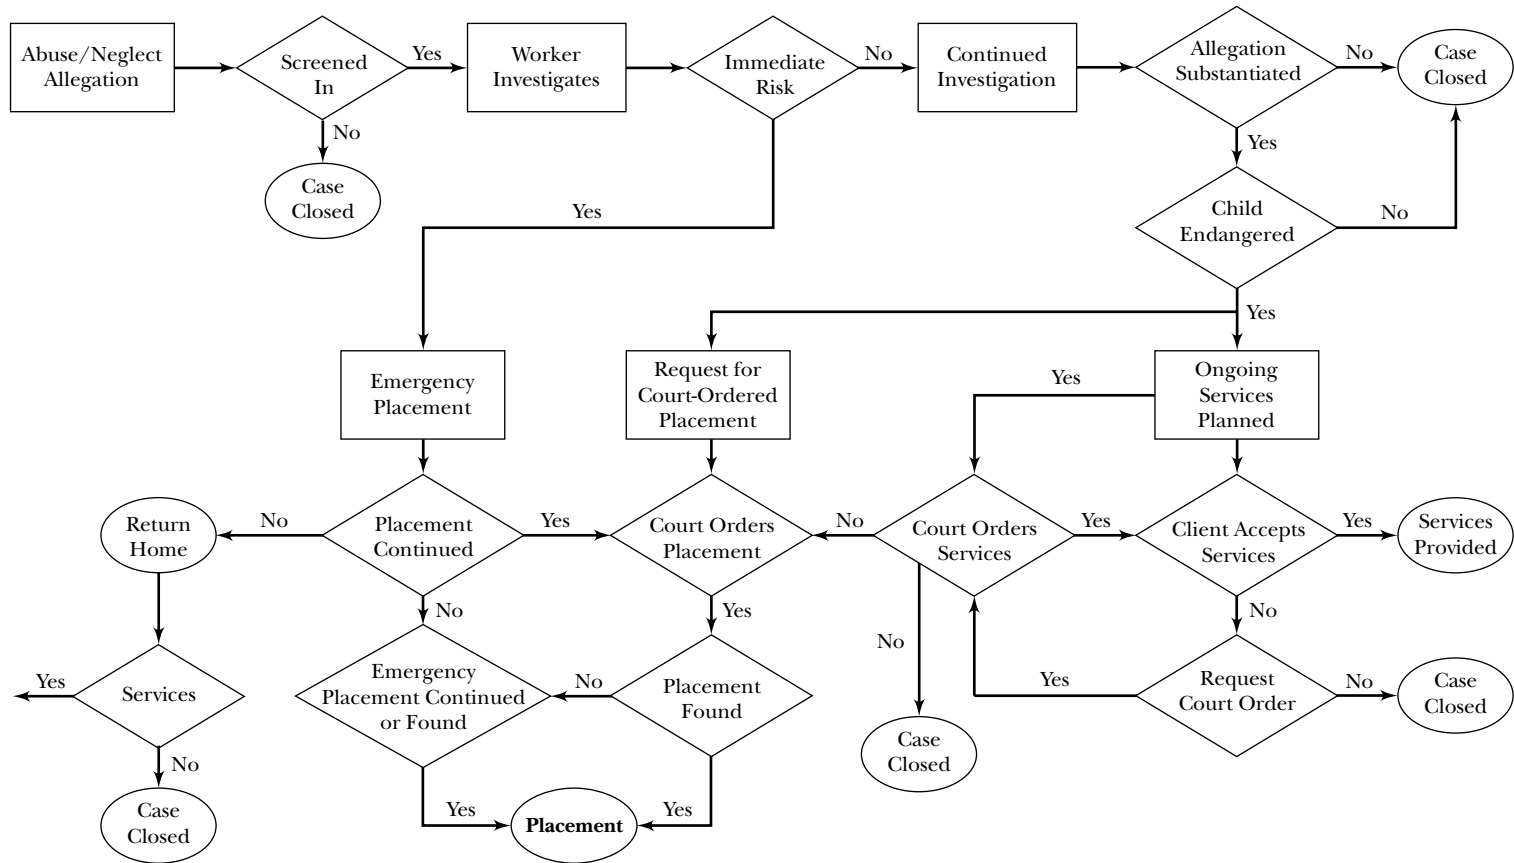 Abuse/Neglect
Allegation
Screened
In
Yes
No
Case
Closed
Worker
Investigates
Immediate
Risk
No
Yes
Continued
Investigation
Allegation
Substantiated
No
Case
Closed
Yes
Child
Endangered
No
Yes
Emergency
Placement
Request for
Court-Ordered
Placement
Ongoing
Services
Planned
Yes
Return
Home
No
Placement
Continued
Yes
Court Orders
Placement
No
Court Orders
Services
Yes
Client Accepts
Services
Yes
Services
Provided
No
Yes
No
No
Yes
Services
No
Case
Closed
Emergency
Placement Continued
or Found
No
Placement
Found
Case
Closed
Yes
Request
Court Order
No
Case
Closed
Yes
Placement
Yes